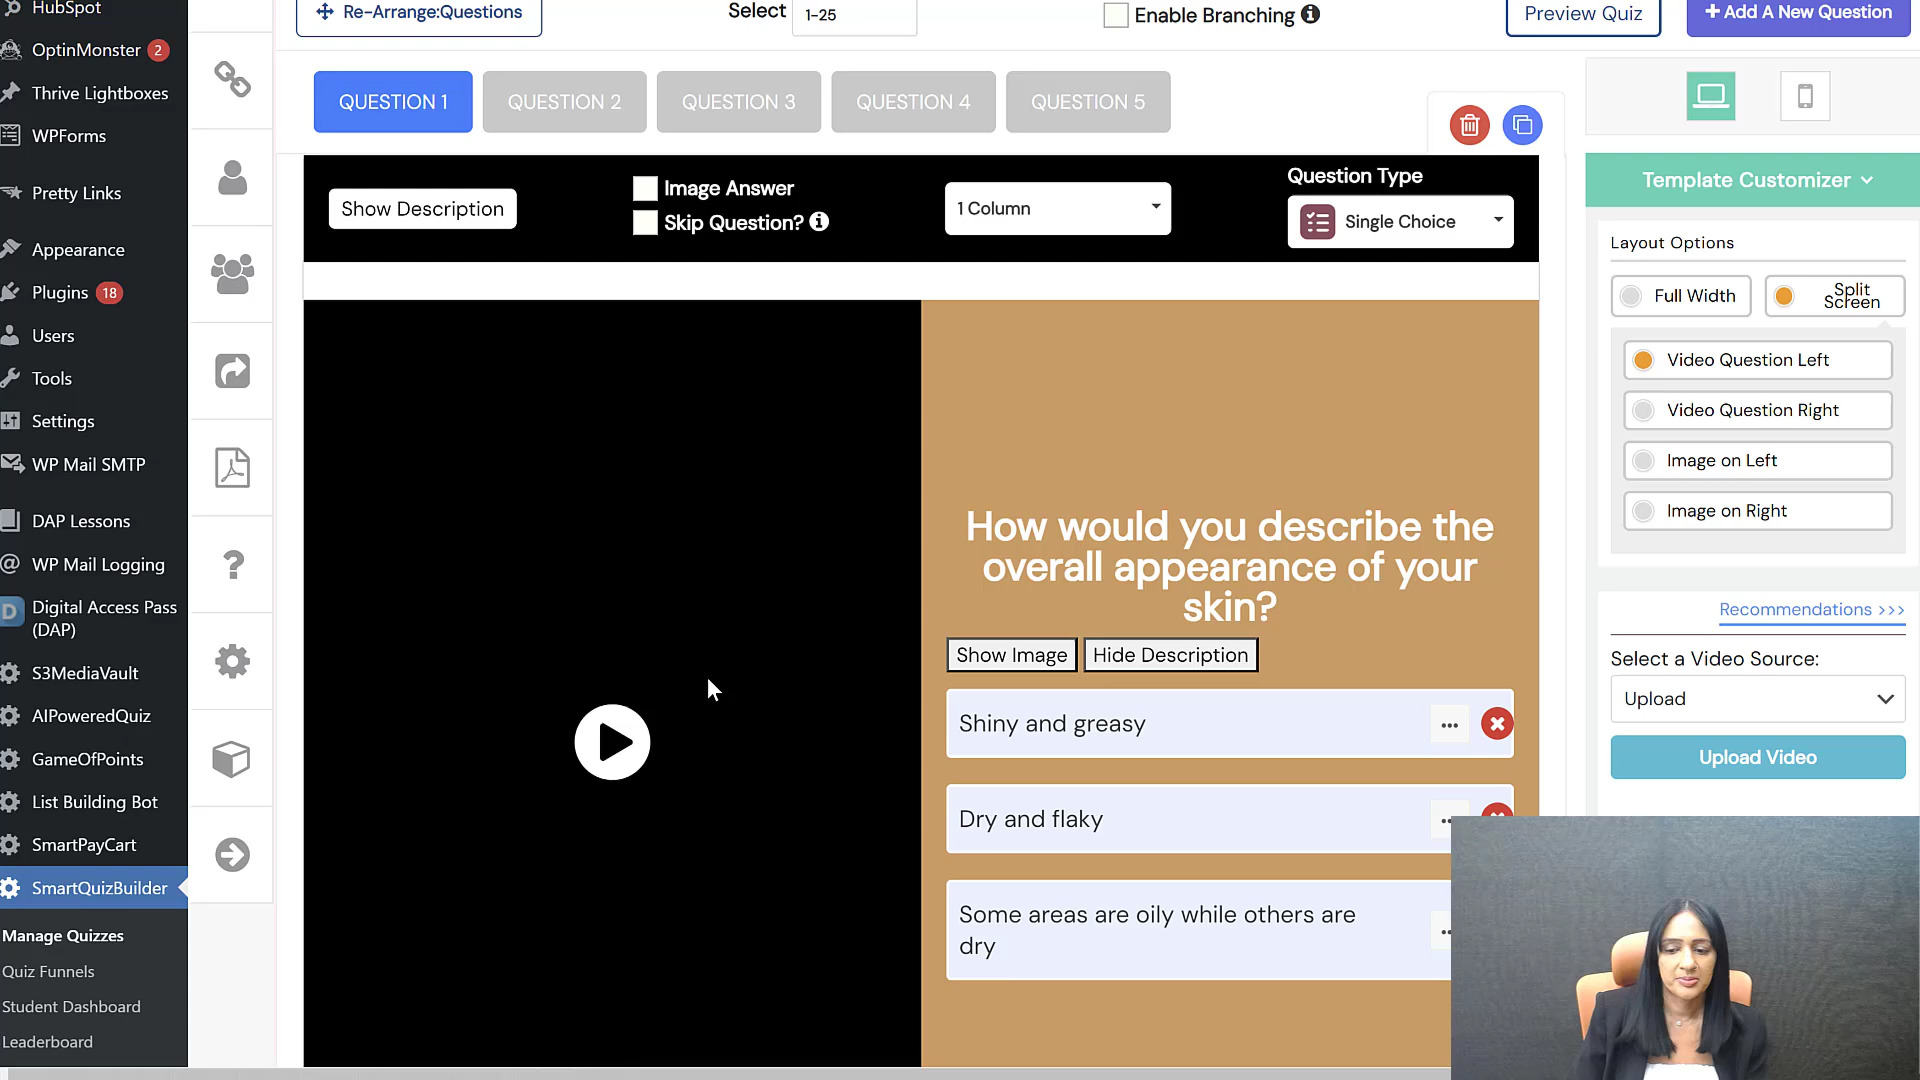 HubSpot
OptinMonster 2
Thrive Lightboxes
WPForms
Pretty Links
Appearance
Plugins 18
Users
Tools
Settings
WP Mail SMTP
DAP Lessons
WP Mail Logging
Digital Access Pass
(DAP)
S3MediaVault
AIPoweredQuiz
GameOfPoints
List Building Bot
SmartPayCart
SmartQuizBuilder
Manage Quizzes
Quiz Funnels
Student Dashboard
Leaderboard
Re-Arrange:Questions
Select 1-25
Enable Branching
Preview Quiz
+ Add A New Question
QUESTION 1 QUESTION 2 QUESTION 3 QUESTION 4 QUESTION 5
Show Description
Image Answer
Skip Question?
1 Column
Question Type
Single Choice
How would you describe the
overall appearance of your
skin?
Show Image Hide Description
Shiny and greasy
Dry and flaky
Some areas are oily while others are
dry
Template Customizer
Layout Options
Full Width
Split
Screen
Video Question Left
Video Question Right
Image on Left
Image on Right
Recommendations >>>
Select a Video Source:
Upload
Upload Video